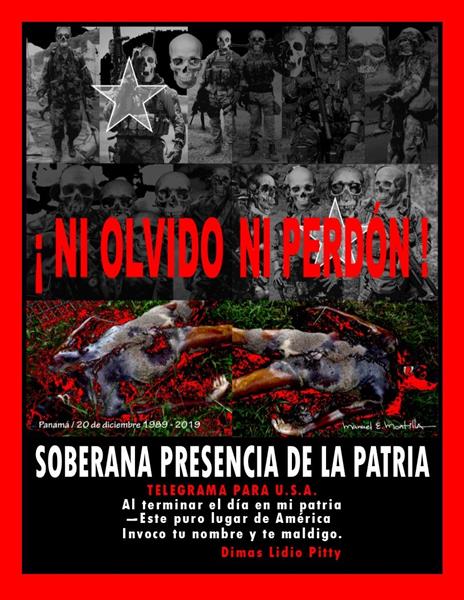 ¡NI OLVIDO NI PERDÓN!
Panamá / 20 de diciembre 1989 - 2019
Manuel E. Montilla
SOBERANA PRESENCIA DE LA PATRIA
TELEGRAMA PARA U.S.A.
Al terminar el día en mi patria
—Este puro lugar de América
Invoco tu nombre y te maldigo.
Dimas Lidio Pitty